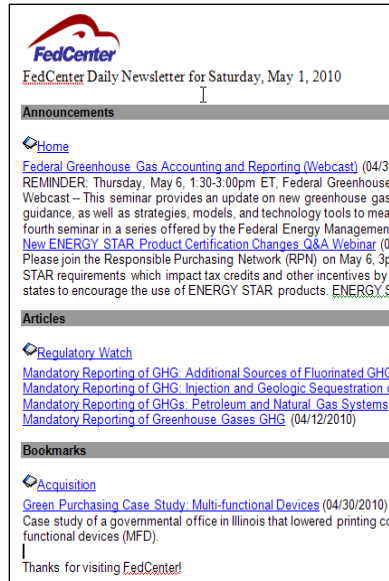 FedCenter
FedCenter Daily Newsletter for Saturday, May 1, 2010
Announcements
Home
Federal Greenhouse Gas Accounting and Reporting (Webcast) (04/3
REMINDER: Thursday, May 6, 1:30-3:00pm ET, Federal Greenhouse
Webcast -- This seminar provides an update on new greenhouse gas
guidance, as well as strategies, models, and technology tools to mea
fourth seminar in a series offered by the Federal Energy Managemen
New ENERGY STAR Product Certification Changes Q&A Webinar (0
Please join the Responsible Purchasing Network (RPN) on May 6, 3p
STAR requirements which impact tax credits and other incentives by
states to encourage the use of ENERGY STAR products. ENERGY S
Articles
Regulatory Watch
Mandatory Reporting of GHG: Additional Sources of Fluorinated GHG
Mandatory Reporting of GHG: Injection and Geologic Sequestration o
Mandatory Reporting of GHGs: Petroleum and Natural Gas Systems
Mandatory Reporting of Greenhouse Gases GHG (04/12/2010)
Bookmarks
Acquisition
Green Purchasing Case Study: Multi-functional Devices (04/30/2010)
Case study of a governmental office in Illinois that lowered printing co
functional devices (MFD).
Thanks for visiting FedCenter!